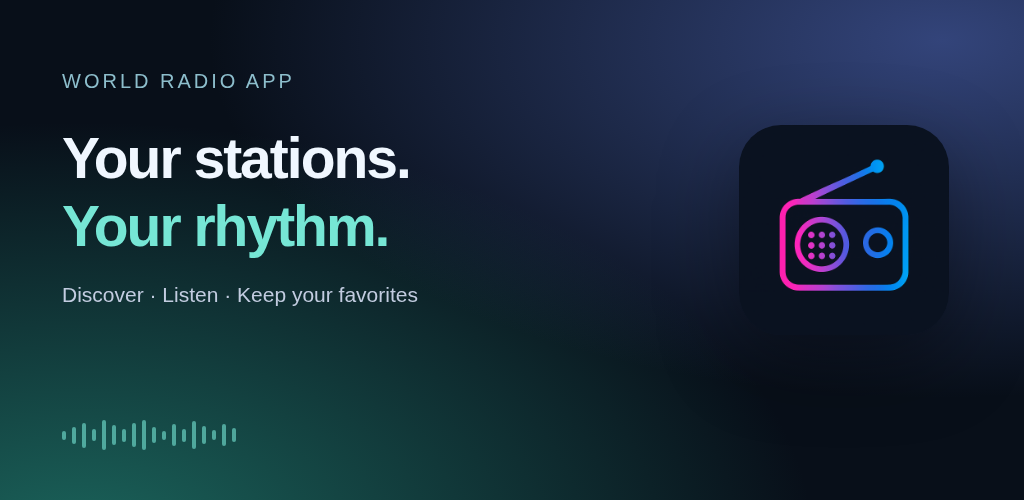 WORLD RADIO APP
Your stations.
Your rhythm.
Discover · Listen · Keep your favorites